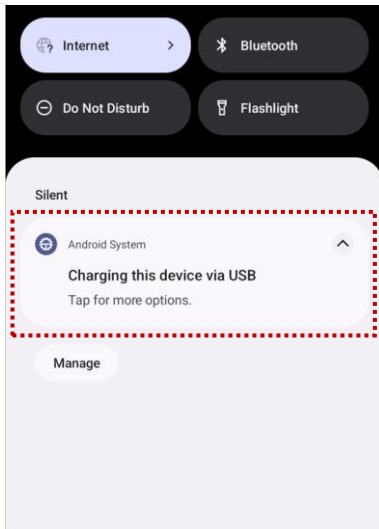 Internet
Bluetooth
Do Not Disturb
Flashlight
Silent
Android System
Charging this device via USB
Tap for more options.
Manage